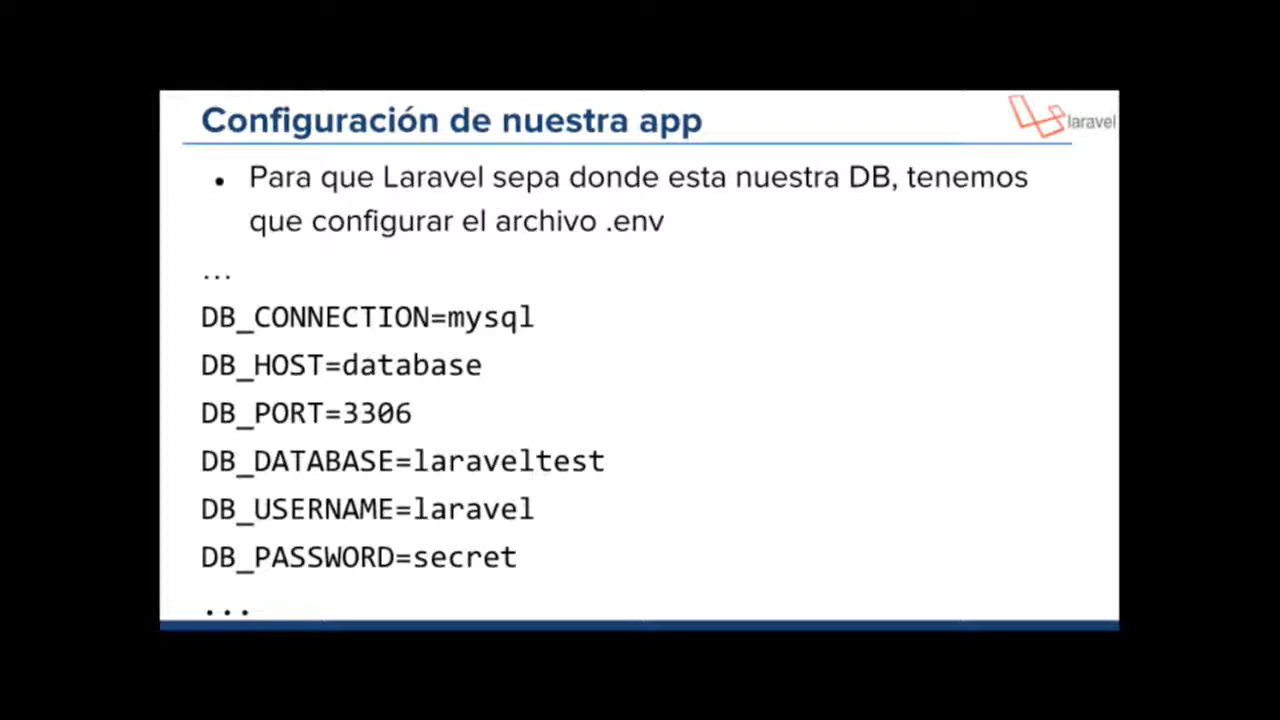 Configuración de nuestra app
laravel
• Para que Laravel sepa donde esta nuestra DB, tenemos
que configurar el archivo .env
...
DB_CONNECTION=mysql
DB_HOST=database
DB_PORT=3306
DB_DATABASE=laraveltest
DB_USERNAME=laravel
DB_PASSWORD=secret
...